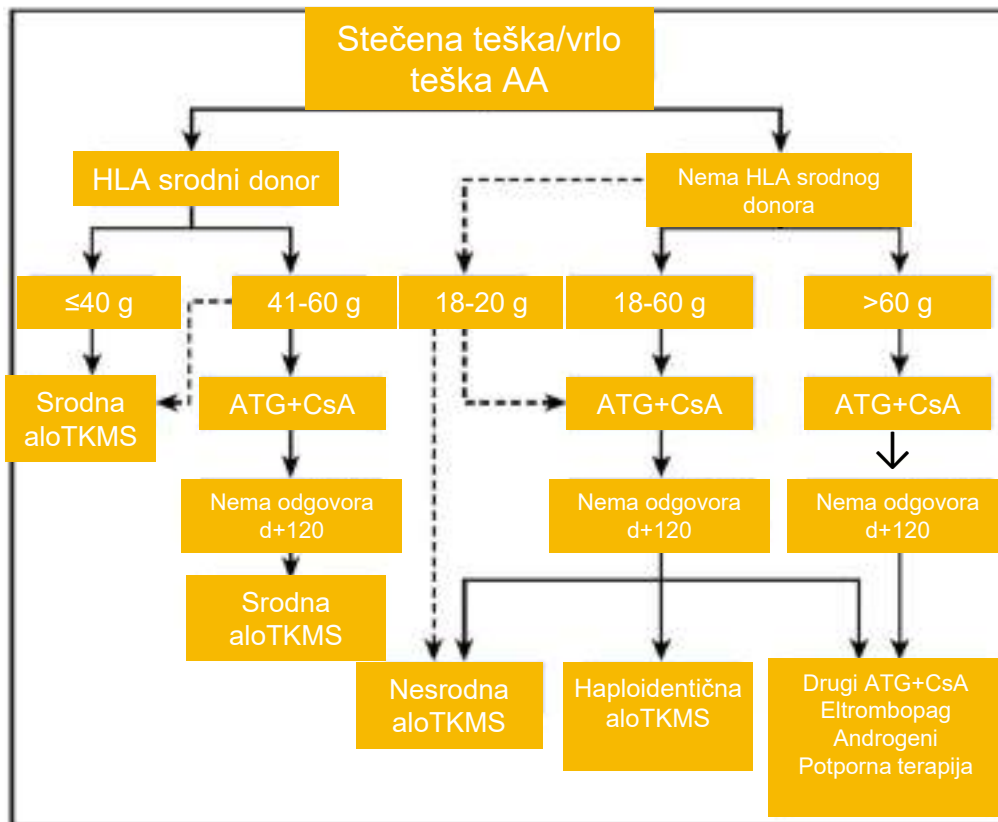 Stečena teška/vrlo
teška AA
HLA srodni donor
Nema HLA srodnog
donora
≤40 g
41-60 g
18-20 g
18-60 g
>60 g
Srodna
aloTKMS
ATG+CsA
ATG+CsA
ATG+CsA
Nema odgovora
d+120
Nema odgovora
d+120
Nema odgovora
d+120
Srodna
aloTKMS
Nesrodna
aloTKMS
Haploidentična
aloTKMS
Drugi ATG+CsA
Eltrombopag
Androgeni
Potporna terapija